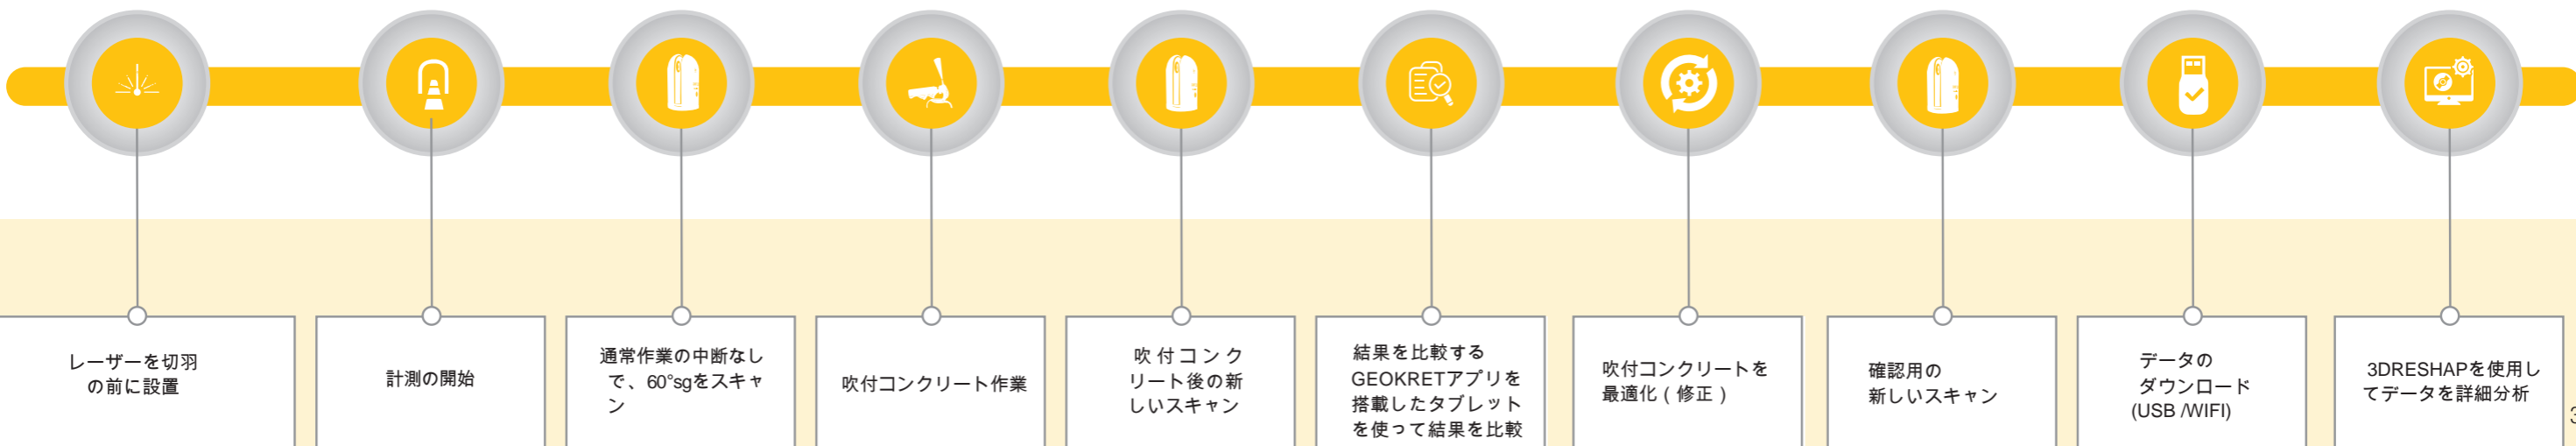 レーザーを切羽
の前に設置
計測の開始
通常作業の中断なし
で、60°sgをスキャ
ン
吹付コンクリート作業
吹付コンク
リート後の新
しいスキャン
結果を比較する
GEOKRETアプリを
搭載したタブレット
を使って結果を比較
吹付コンクリートを
最適化 ( 修正 )
確認用の
新しいスキャン
データの
ダウンロード
(USB /WIFI)
3DRESHAPを使用し
てデータを詳細分析
3